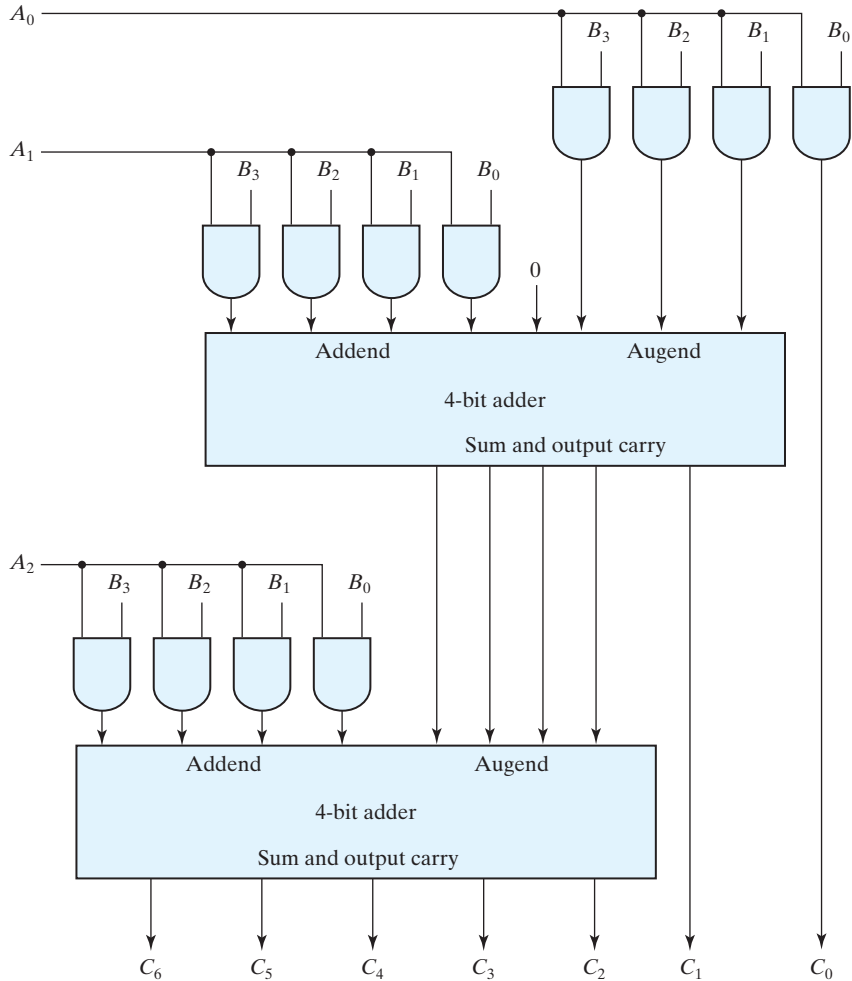 A₀
B₃ B₂ B₁ B₀
A₁
B₃ B₂ B₁ B₀
0
Addend Augend
4-bit adder
Sum and output carry
A₂
B₃ B₂ B₁ B₀
Addend Augend
4-bit adder
Sum and output carry
C₆ C₅ C₄ C₃ C₂ C₁ C₀